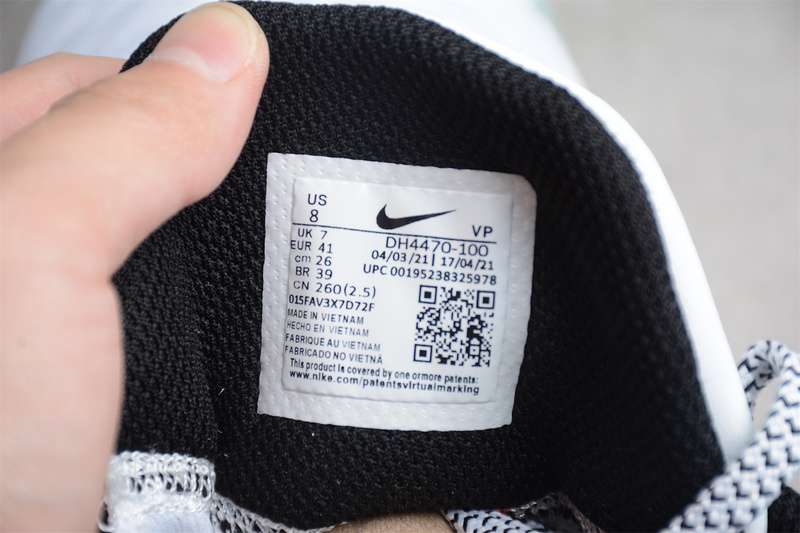 US
8
VP
UK 7
EUR 41
cm 26
BR 39
CN 260(2.5)
DH4470-100
04/03/21 | 17/04/21
UPC 00195238325978
015FAV3X7D72F
MADE IN VIETNAM
HECHO EN VIETNAM
FABRIQUE AU VIETNAM
FABRICADO NO VIETNÃ
This product is covered by one ormore patents:
www.nike.com/patentsvirtualmarking